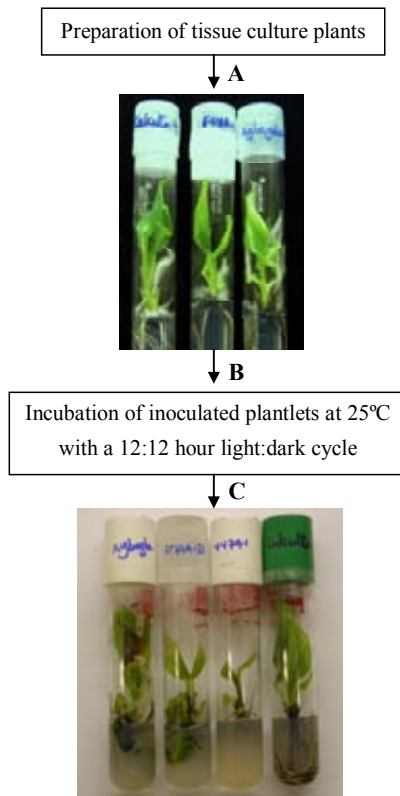 Preparation of tissue culture plants
A
B
Incubation of inoculated plantlets at 25ºC
with a 12:12 hour light:dark cycle
C